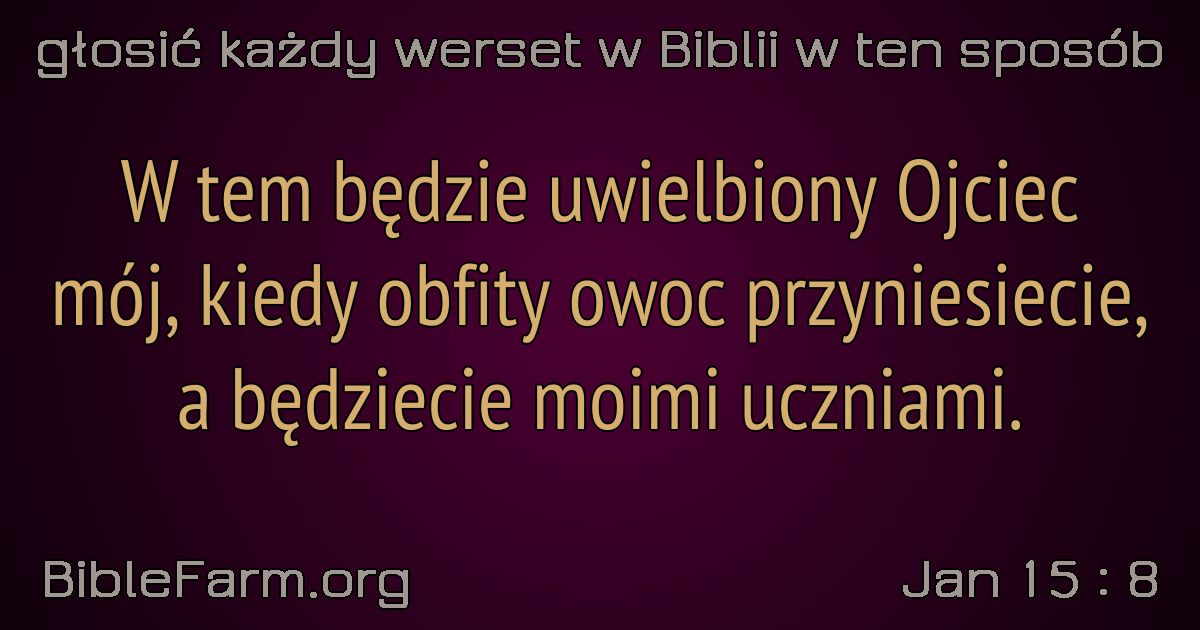 głosić każdy werset w Biblii w ten sposób
W tem będzie uwielbiony Ojciec
mój, kiedy obfity owoc przyniesiecie,
a będziecie moimi uczniami.
BibleFarm.org
Jan 15 : 8